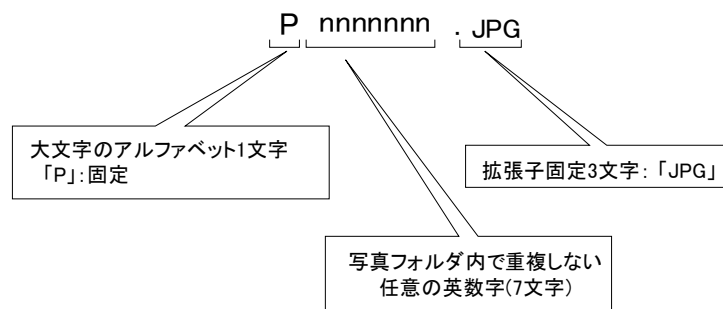 P nnnnnnn . JPG
大文字のアルファベット1文字
「P」:固定
拡張子固定3文字:「JPG」
写真フォルダ内で重複しない
任意の英数字(7文字)